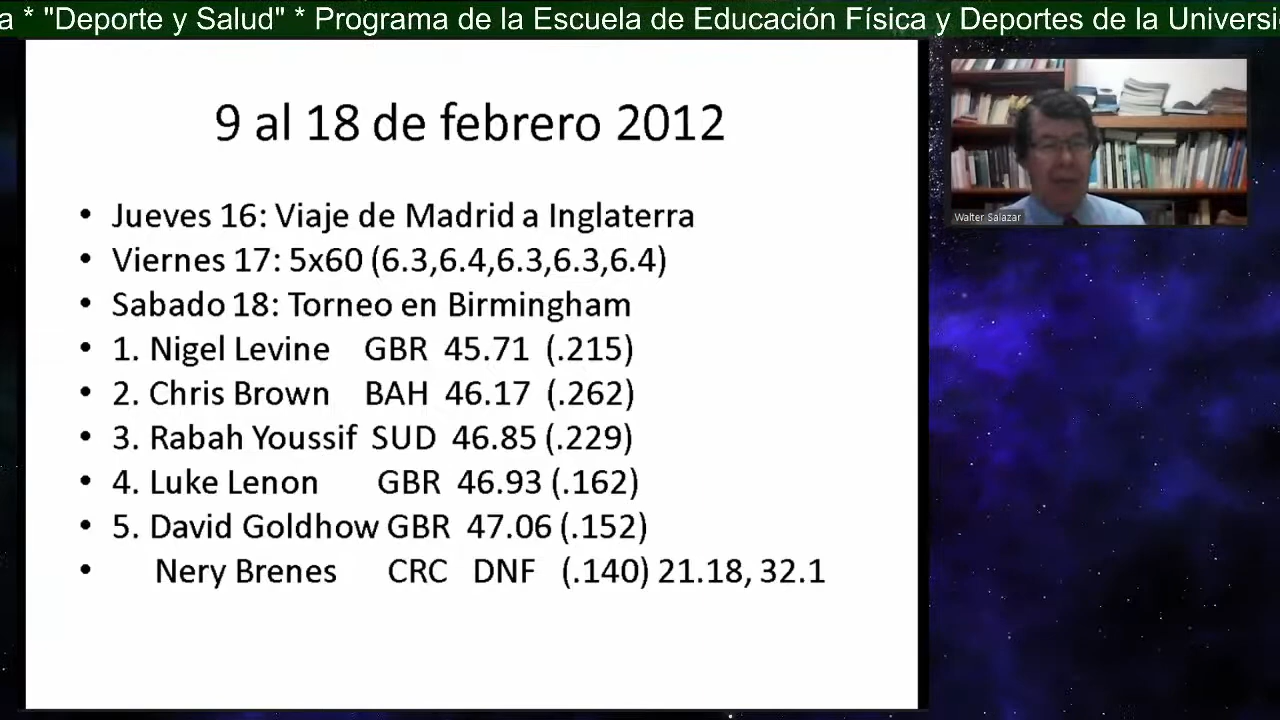 a * "Deporte y Salud" * Programa de la Escuela de Educación Física y Deportes de la Universi
9 al 18 de febrero 2012
• Jueves 16: Viaje de Madrid a Inglaterra
• Viernes 17: 5x60 (6.3,6.4,6.3,6.3,6.4)
• Sabado 18: Torneo en Birmingham
• 1. Nigel Levine GBR 45.71 (.215)
• 2. Chris Brown BAH 46.17 (.262)
• 3. Rabah Youssif SUD 46.85 (.229)
• 4. Luke Lenon GBR 46.93 (.162)
• 5. David Goldhow GBR 47.06 (.152)
• Nery Brenes CRC DNF (.140) 21.18, 32.1
Walter Salazar